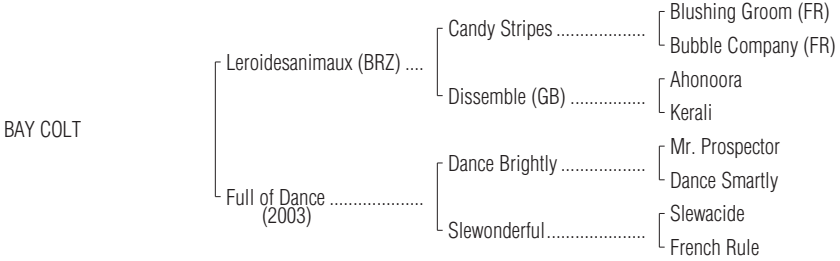 Blushing Groom (FR)
Candy Stripes ...................
Bubble Company (FR)
Leroidesanimaux (BRZ) ....
Ahonoora
Dissemble (GB) ................
Kerali
BAY COLT
Mr. Prospector
Dance Brightly ..................
Dance Smartly
Full of Dance ....................
(2003)
Slewacide
Slewonderful.....................
French Rule